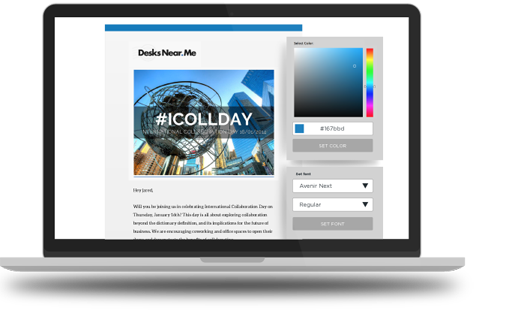 Desks Near.Me
#ICOLLDAY
INTERNATIONAL COLLABORATION DAY
Hey Jared,
Will you be joining us to celebrating International Collaboration Day on
Thursday, January 16th? This day is all about exploring collaboration
beyond the dictionary definition, and its implications for the future of
business. We are encouraging coworking and office spaces to open their
Select Color
#167bbd
SET COLOR
Set Font
Avenir Next
Regular
SET FONT